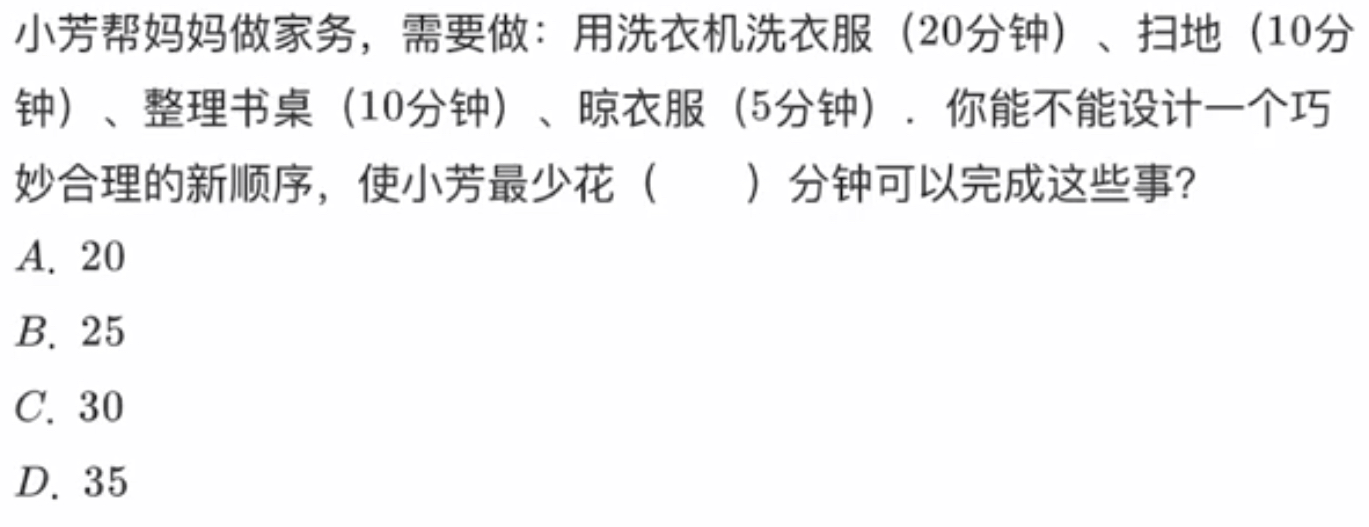 小芳帮妈妈做家务，需要做：用洗衣机洗衣服（20分钟）、扫地（10分
钟）、整理书桌（10分钟）、晾衣服（5分钟）．你能不能设计一个巧
妙合理的新顺序，使小芳最少花（　　）分钟可以完成这些事？
A. 20
B. 25
C. 30
D. 35